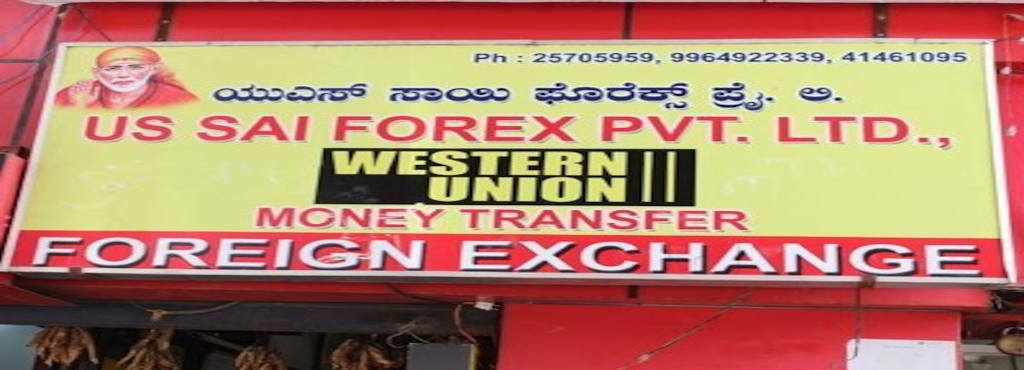 Ph : 25705959, 9964922339, 41461095
ಯುಎಸ್ ಸಾಯಿ ಫೊರೆಕ್ಸ್ ಪ್ರೈ. ಲಿ.
US SAI FOREX PVT. LTD.,
WESTERN
UNION
MONEY TRANSFER
FOREIGN EXCHANGE